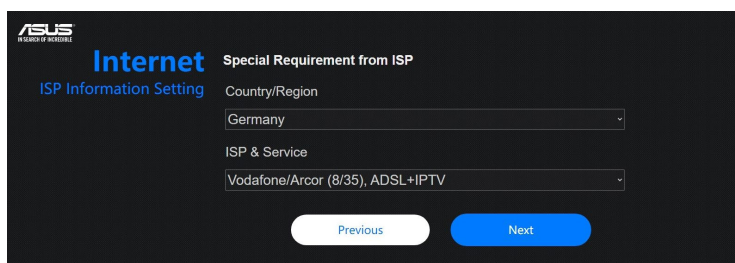 ASUS
IN SEARCH OF INCREDIBLE
Internet
ISP Information Setting
Special Requirement from ISP
Country/Region
Germany
ISP & Service
Vodafone/Arcor (8/35), ADSL+IPTV
Previous
Next